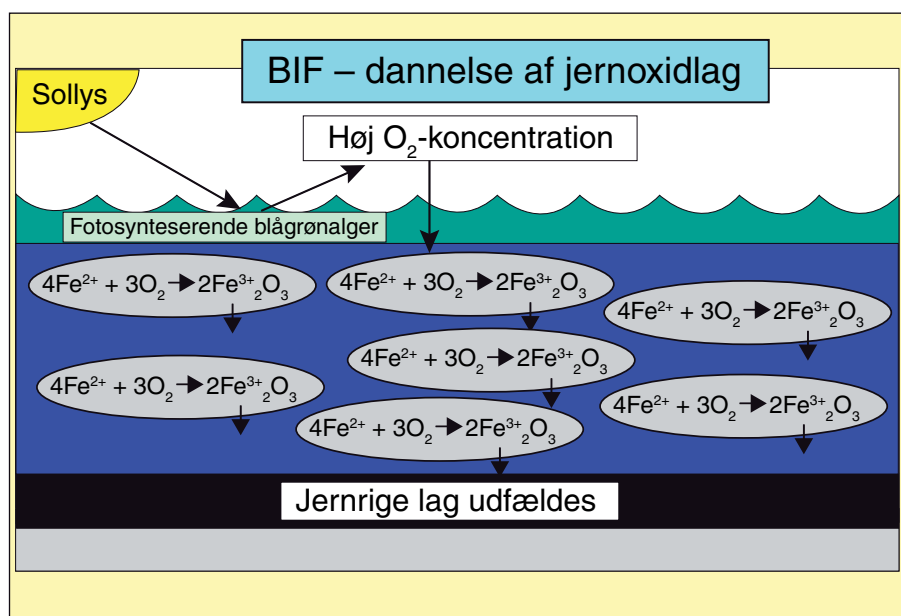 BIF – dannelse af jernoxidlag
Sollys
Høj O₂-koncentration
Fotosynteserende blågrønalger
4Fe²⁺ + 3O₂ → 2Fe³⁺₂O₃
4Fe²⁺ + 3O₂ → 2Fe³⁺₂O₃
4Fe²⁺ + 3O₂ → 2Fe³⁺₂O₃
4Fe²⁺ + 3O₂ → 2Fe³⁺₂O₃
4Fe²⁺ + 3O₂ → 2Fe³⁺₂O₃
4Fe²⁺ + 3O₂ → 2Fe³⁺₂O₃
4Fe²⁺ + 3O₂ → 2Fe³⁺₂O₃
Jernrige lag udfældes